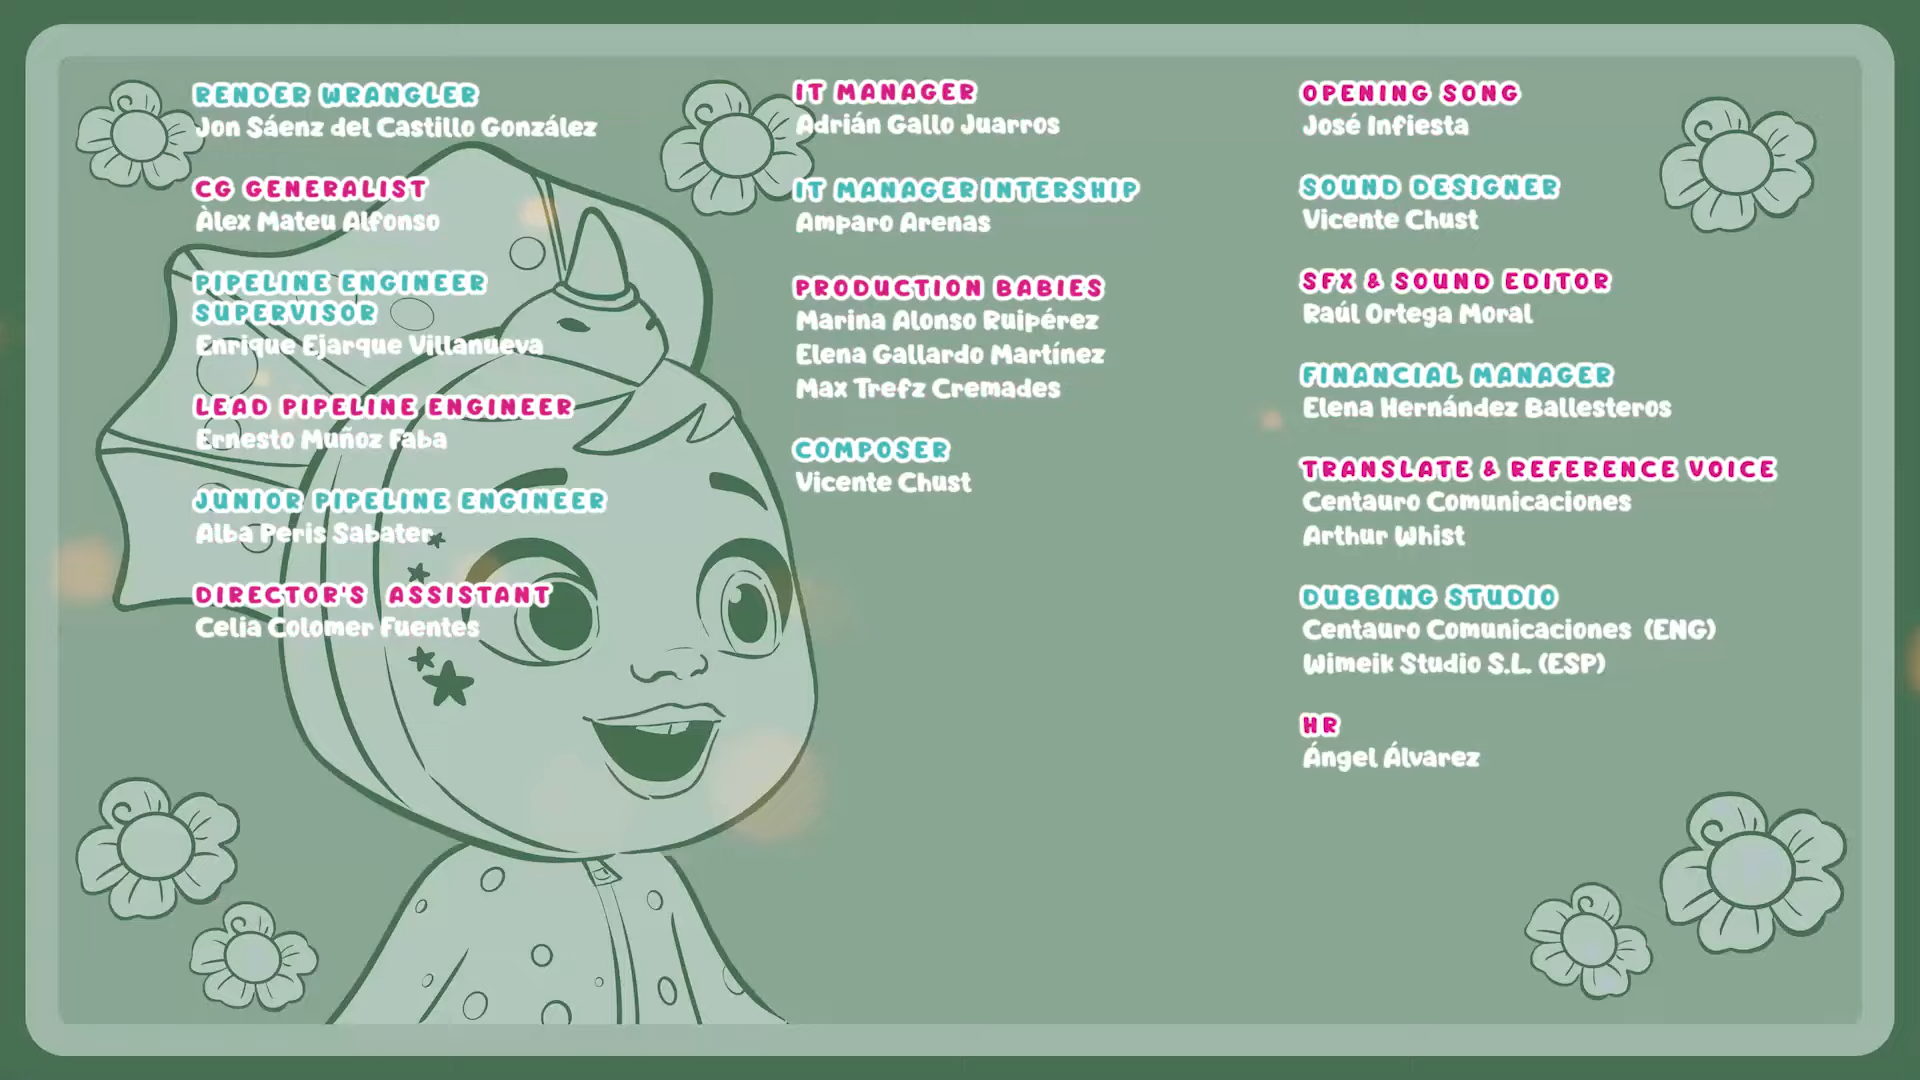 RENDER WRANGLER
Jon Sáenz del Castillo González
CG GENERALIST
Àlex Mateu Alfonso
PIPELINE ENGINEER
SUPERVISOR
Enrique Ejarque Villanueva
LEAD PIPELINE ENGINEER
Ernesto Muñoz Faba
JUNIOR PIPELINE ENGINEER
Alba Peris Sabater
DIRECTOR'S ASSISTANT
Celia Colomer Fuentes
IT MANAGER
Adrián Gallo Juarros
IT MANAGER INTERSHIP
Amparo Arenas
PRODUCTION BABIES
Marina Alonso Ruipérez
Elena Gallardo Martínez
Max Trefz Cremades
COMPOSER
Vicente Chust
OPENING SONG
José Infiesta
SOUND DESIGNER
Vicente Chust
SFX & SOUND EDITOR
Raúl Ortega Moral
FINANCIAL MANAGER
Elena Hernández Ballesteros
TRANSLATE & REFERENCE VOICE
Centauro Comunicaciones
Arthur Whist
DUBBING STUDIO
Centauro Comunicaciones (ENG)
Wimeik Studio S.L. (ESP)
HR
Ángel Álvarez